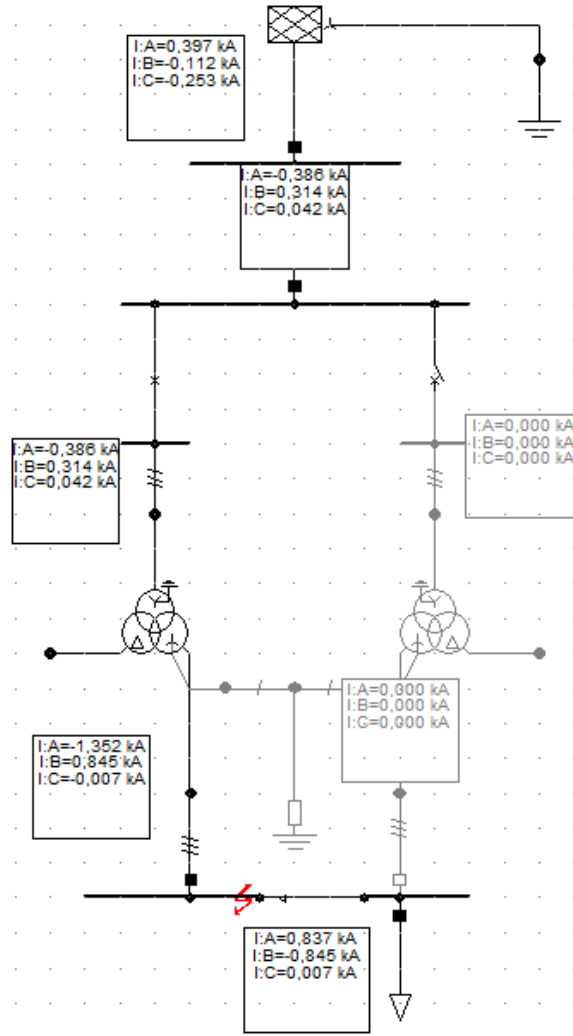 I:A=0,397 kA
I:B=-0,112 kA
I:C=-0,253 kA
I:A=-0,386 kA
I:B=0,314 kA
I:C=0,042 kA
I:A=-0,386 kA
I:B=0,314 kA
I:C=0,042 kA
I:A=0,000 kA
I:B=0,000 kA
I:C=0,000 kA
I:A=0,000 kA
I:B=0,000 kA
I:C=0,000 kA
I:A=-1,352 kA
I:B=0,845 kA
I:C=-0,007 kA
I:A=0,837 kA
I:B=-0,845 kA
I:C=0,007 kA